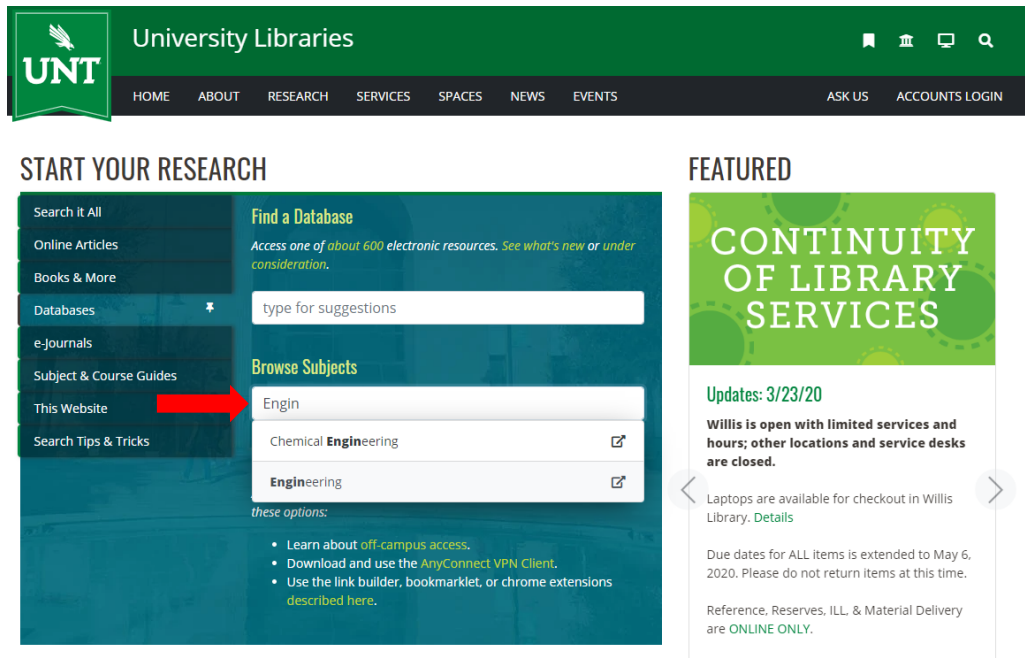 UNT
University Libraries
HOME ABOUT RESEARCH SERVICES SPACES NEWS EVENTS ASK US ACCOUNTS LOGIN
START YOUR RESEARCH
Search it All
Online Articles
Books & More
Databases
e-Journals
Subject & Course Guides
This Website
Search Tips & Tricks
Find a Database
Access one of about 600 electronic resources. See what's new or under
consideration.
type for suggestions
Browse Subjects
Engin
Chemical Engineering
Engineering
these options:
• Learn about off-campus access.
• Download and use the AnyConnect VPN Client.
• Use the link builder, bookmarklet, or chrome extensions
described here.
FEATURED
CONTINUITY
OF LIBRARY
SERVICES
Updates: 3/23/20
Willis is open with limited services and
hours; other locations and service desks
are closed.
Laptops are available for checkout in Willis
Library. Details
Due dates for ALL items is extended to May 6,
2020. Please do not return items at this time.
Reference, Reserves, ILL, & Material Delivery
are ONLINE ONLY.